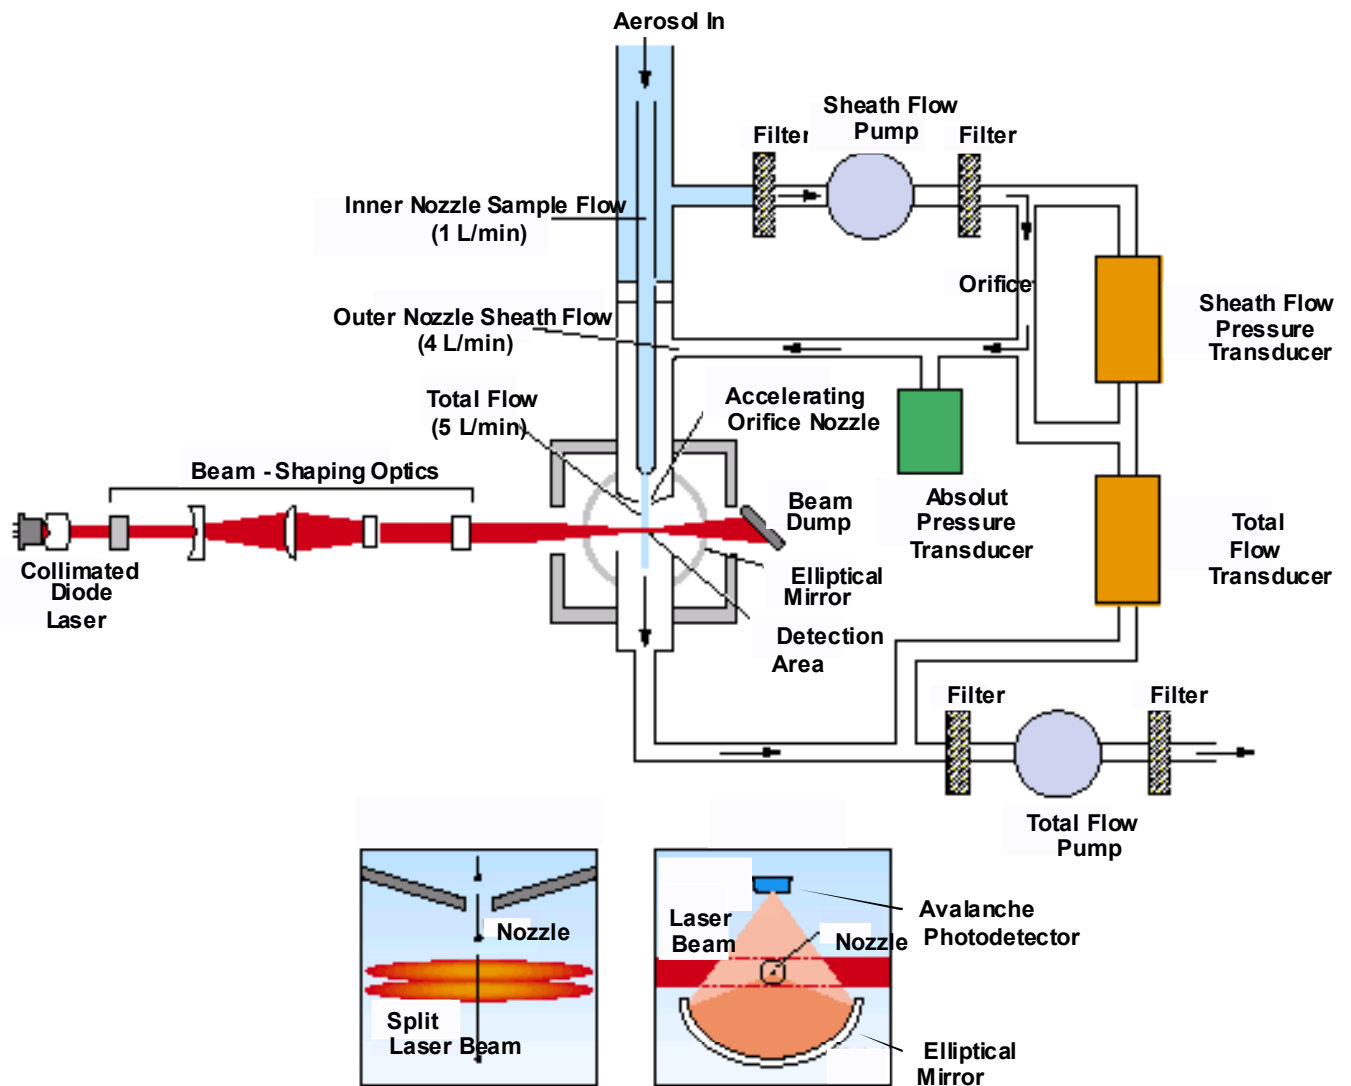 Aerosol In
Sheath Flow
Pump
Filter
Filter
Inner Nozzle Sample Flow
(1 L/min)
Orifice
Outer Nozzle Sheath Flow
(4 L/min)
Sheath Flow
Pressure
Transducer
Total Flow
(5 L/min)
Accelerating
Orifice Nozzle
Beam - Shaping Optics
Beam
Dump
Absolut
Pressure
Transducer
Total
Flow
Transducer
Collimated
Diode
Laser
Elliptical
Mirror
Detection
Area
Filter
Filter
Total Flow
Pump
Nozzle
Split
Laser Beam
Laser
Beam
Nozzle
Avalanche
Photodetector
Elliptical
Mirror